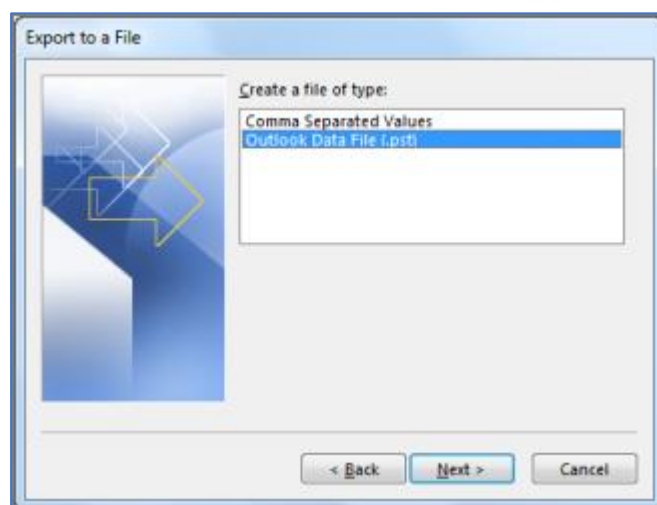 Export to a File
Create a file of type:
Comma Separated Values
Outlook Data File (.pst)
< Back
Next >
Cancel